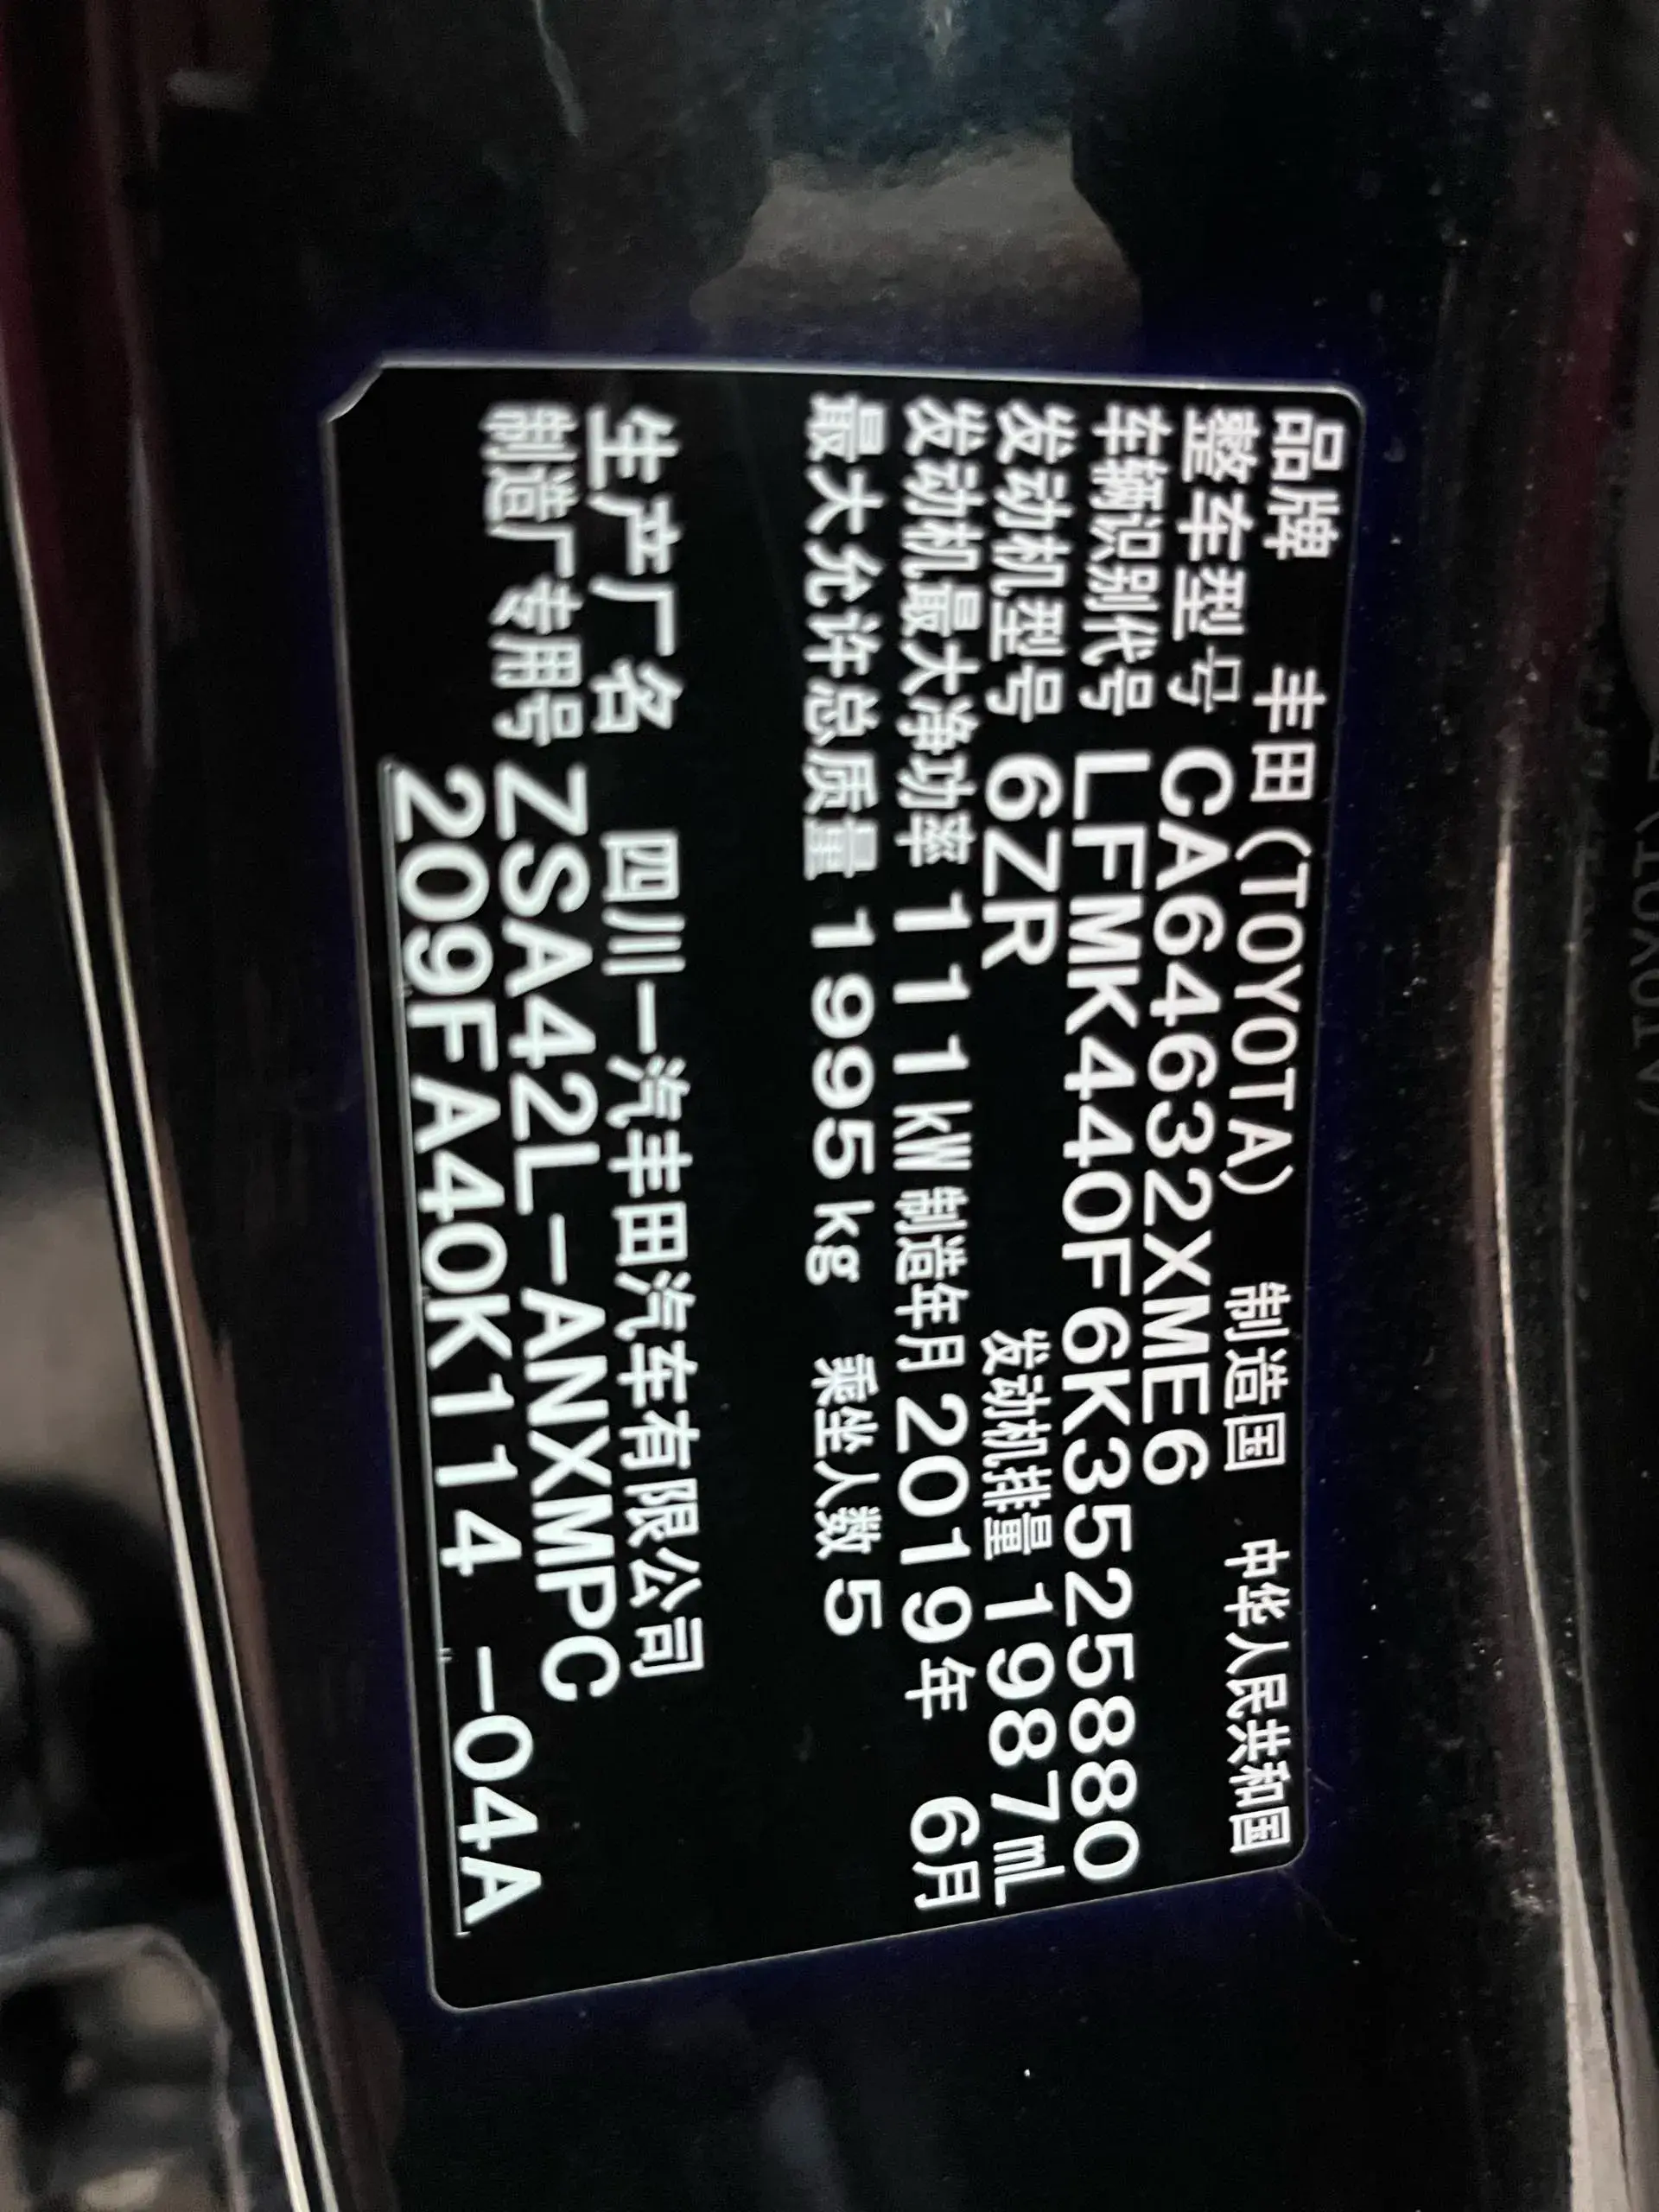 品牌 丰田(TOYOTA) 制造国 中华人民共和国
整车型号 CA64632XME6
车辆识别代号 LFMK440F6K3525880
发动机型号 6ZR 发动机排量 1987mL
发动机最大净功率 111kW 制造年月 2019年 6月
最大允许总质量 1995kg 乘坐人数 5
生产厂名 四川一汽丰田汽车有限公司
制造厂专用号 ZSA42L-ANXMPC
209FA40K114 -04A